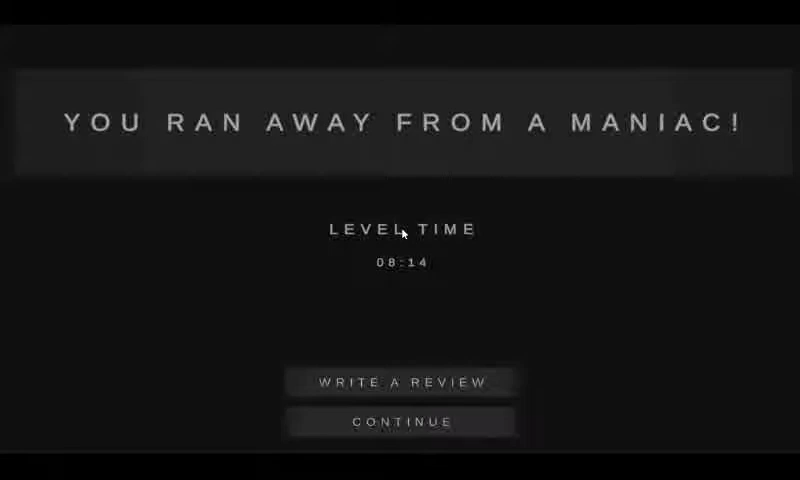 YOU RAN AWAY FROM A MANIAC!
LEVEL TIME
08:14
WRITE A REVIEW
CONTINUE